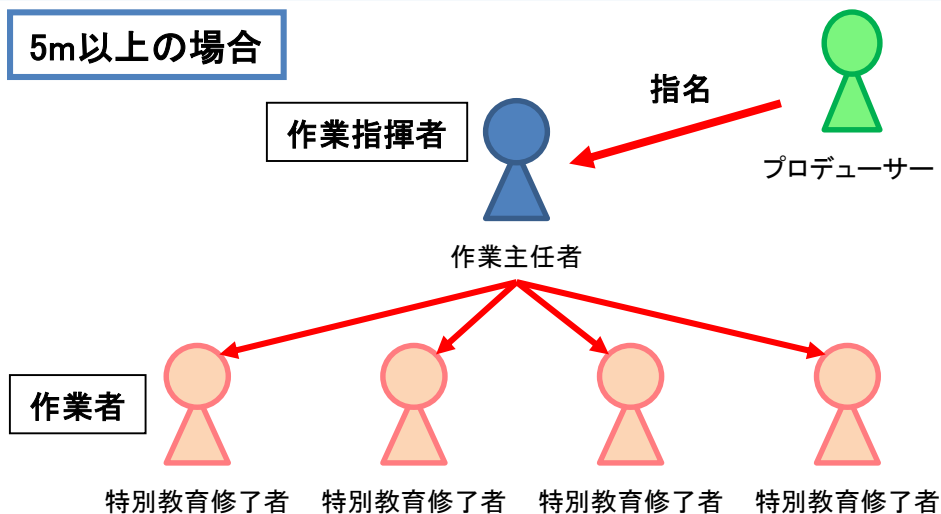 5m以上の場合
指名
作業指揮者
プロデューサー
作業主任者
作業者
特別教育修了者 特別教育修了者 特別教育修了者 特別教育修了者